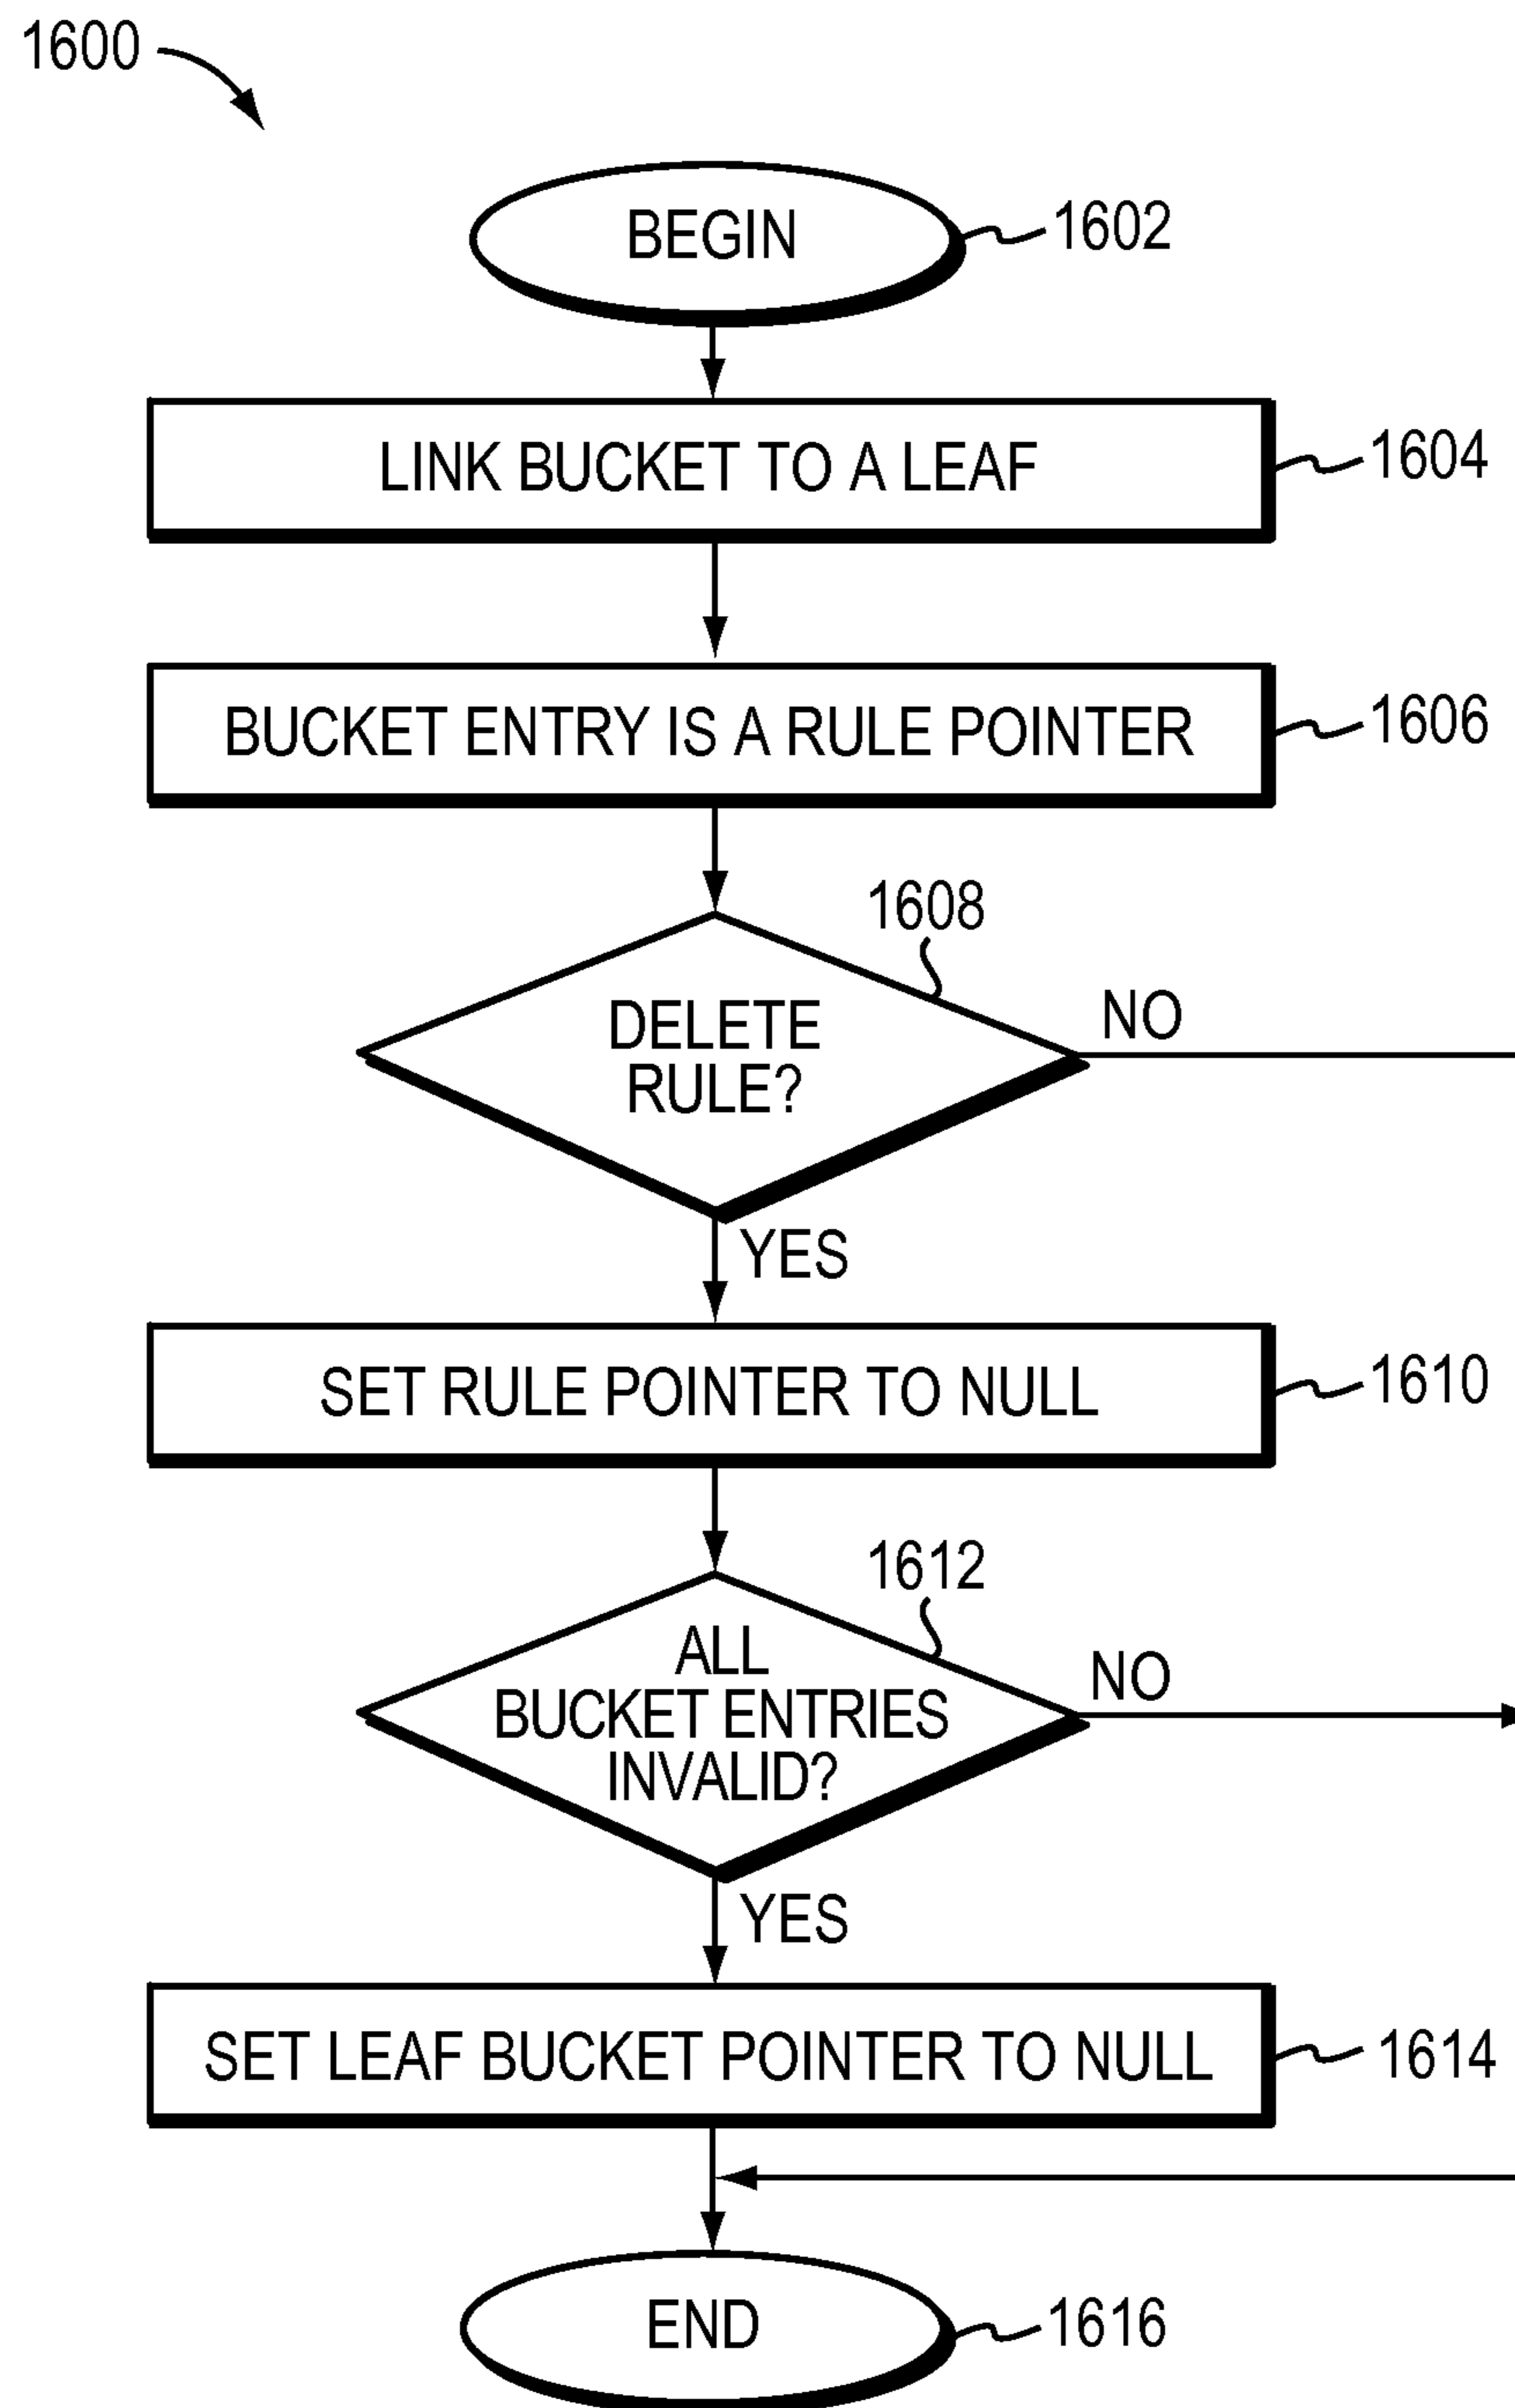 1600
BEGIN
1602
LINK BUCKET TO A LEAF
1604
BUCKET ENTRY IS A RULE POINTER
1606
1608
DELETE
RULE?
NO
YES
SET RULE POINTER TO NULL
1610
1612
ALL
BUCKET ENTRIES
INVALID?
NO
YES
SET LEAF BUCKET POINTER TO NULL
1614
END
1616